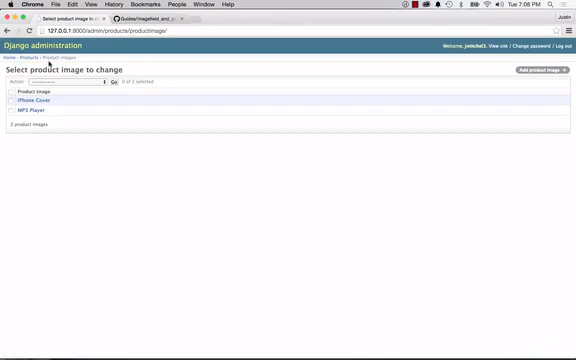 Chrome File Edit View History Bookmarks People Window Help
Tue 7:08 PM
Select product image to c
Guides/imagefield_and_
Justin
127.0.0.1:8000/admin/products/productimage/
Django administration
Welcome, jmitchel3. View site / Change password / Log out
Home › Products › Product images
Select product image to change
Add product image +
Action: --------- Go 0 of 2 selected
Product image
iPhone Cover
MP3 Player
2 product images